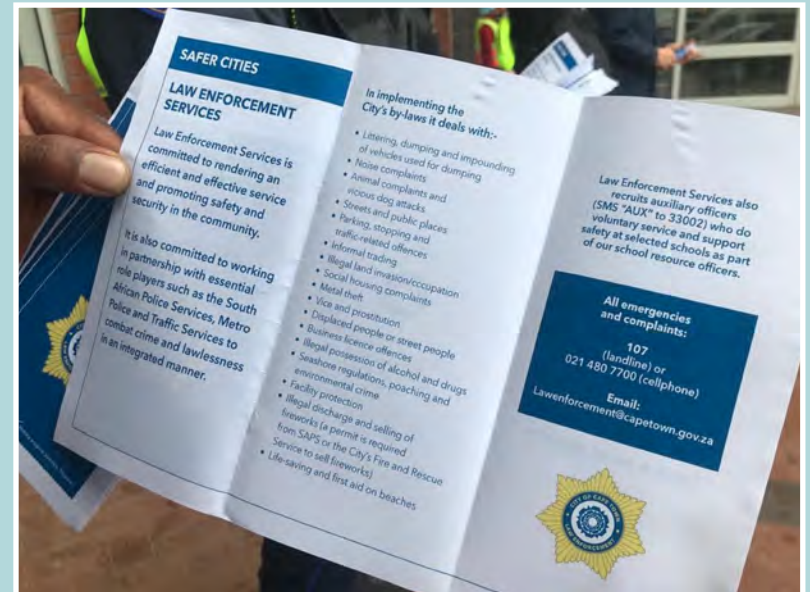 SAFER CITIES
LAW ENFORCEMENT
SERVICES
Law Enforcement Services is
committed to rendering an
efficient and effective service
and promoting safety and
security in the community.
It is also committed to working
in partnership with essential
role players such as the South
African Police Services, Metro
Police and Traffic Services to
combat crime and lawlessness
in an integrated manner.
In implementing the
City's by-laws it deals with:-
• Littering, dumping and impounding
of vehicles used for dumping
• Noise complaints
• Animal complaints and
vicious dog attacks
• Streets and public places
• Parking, stopping and
traffic-related offences
• Informal trading
• Illegal land invasion/occupation
• Social housing complaints
• Metal theft
• Vice and prostitution
• Displaced people or street people
• Business licence offences
• Illegal possession of alcohol and drugs
• Seashore regulations, poaching and
environmental crime
• Facility protection
• Illegal discharge and selling of
fireworks (a permit is required
from SAPS or the City's Fire and Rescue
Service to sell fireworks)
• Life-saving and first aid on beaches
Law Enforcement Services also
recruits auxiliary officers
(SMS "AUX" to 33002) who do
voluntary service and support
safety at selected schools as part
of our school resource officers.
All emergencies
and complaints:
107
(landline) or
021 480 7700 (cellphone)
Email:
Lawenforcement@capetown.gov.za
CITY OF CAPE TOWN
LAW ENFORCEMENT